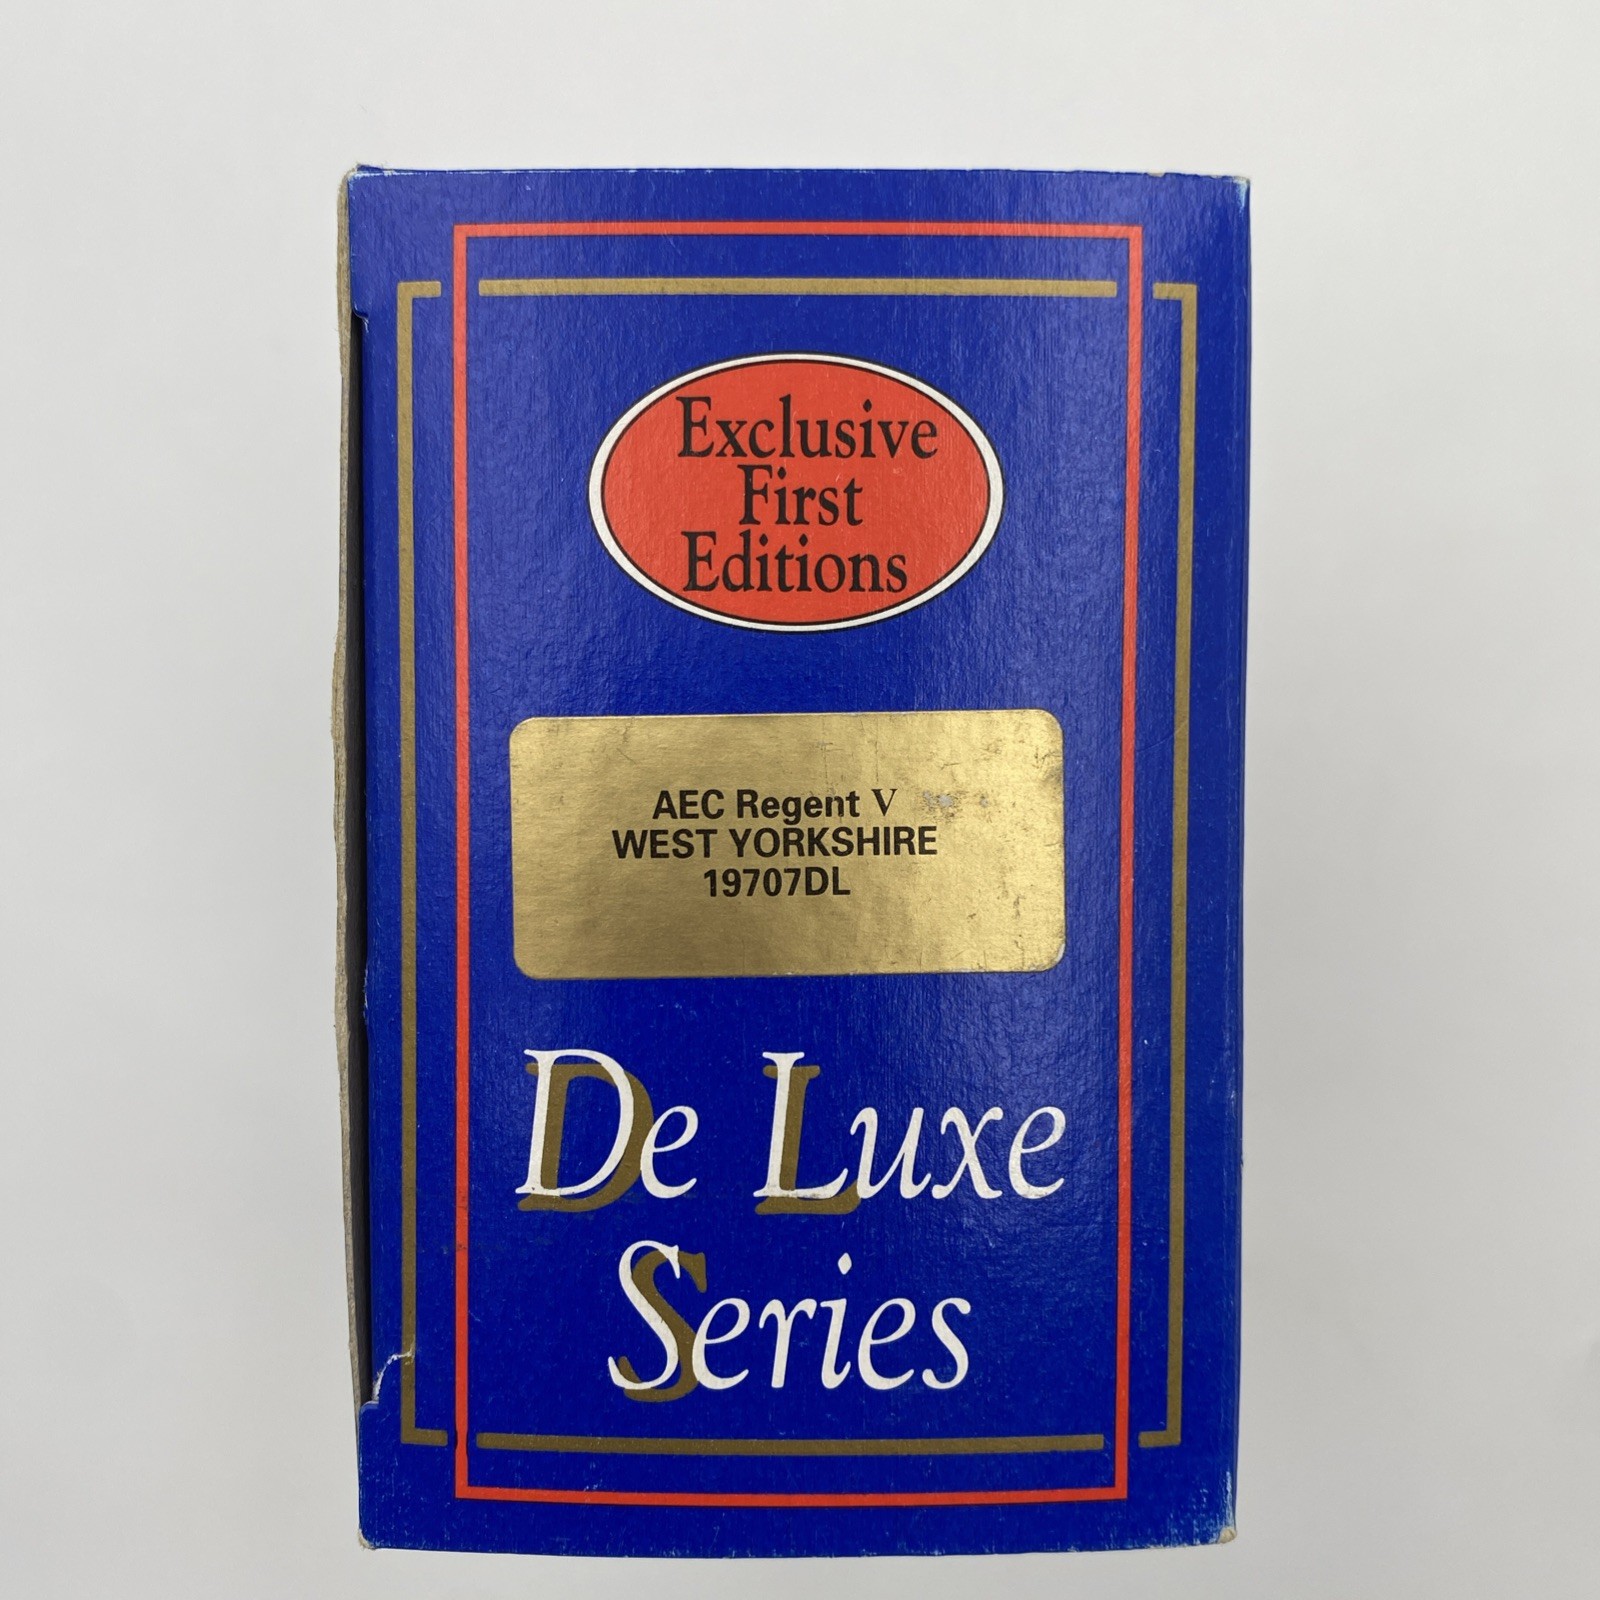 Exclusive
First
Editions
AEC Regent V
WEST YORKSHIRE
19707DL
De Luxe
Series